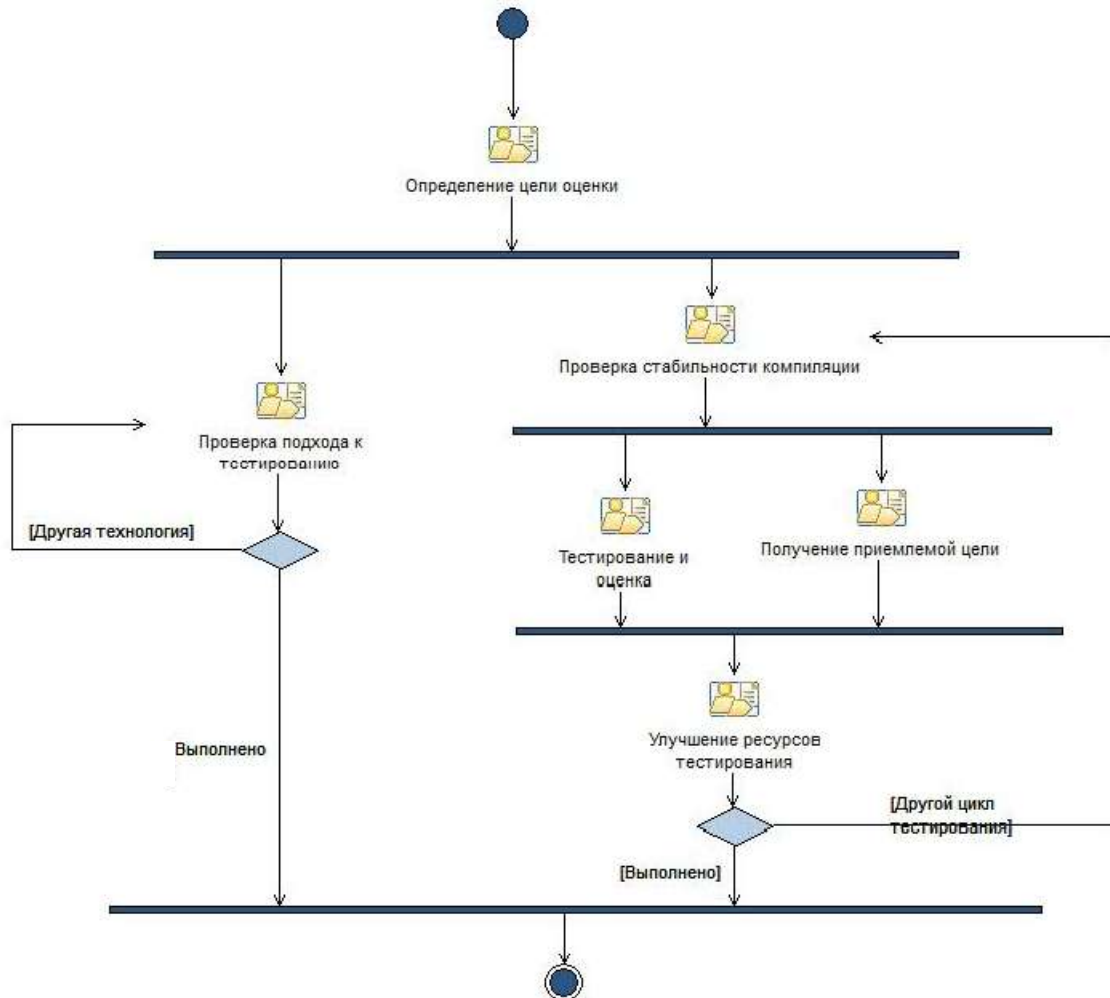 Определение цели оценки
Проверка стабильности компиляции
Проверка подхода к
тестированию
[Другая технология]
Тестирование и
оценка
Получение приемлемой цели
Улучшение ресурсов
тестирования
Выполнено
[Другой цикл
тестирования]
[Выполнено]